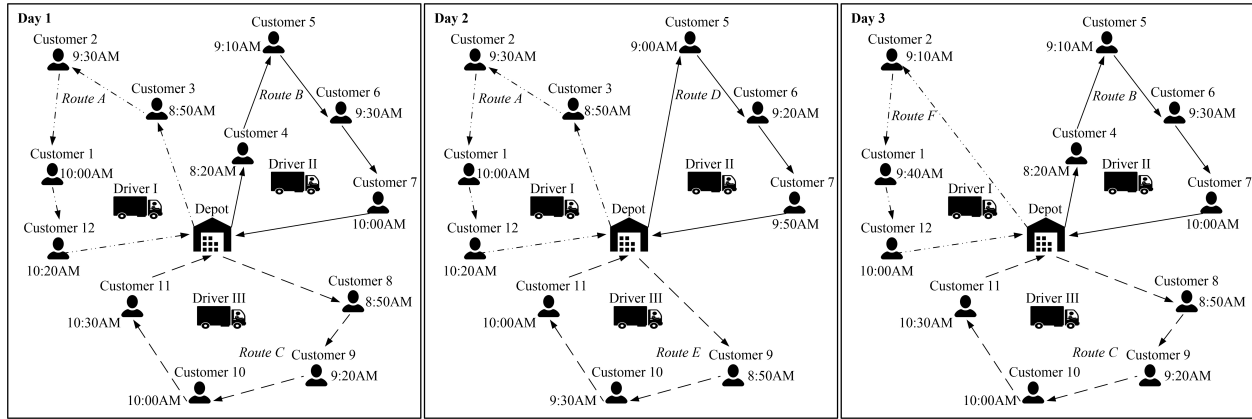 Day 1
Customer 5
9:10AM
Customer 2
9:30AM
Customer 3
8:50AM
Route A
Route B
Customer 6
9:30AM
Customer 4
8:20AM
Customer 1
10:00AM
Driver I
Driver II
Customer 7
10:00AM
Depot
Customer 12
10:20AM
Customer 11
10:30AM
Driver III
Customer 8
8:50AM
Route C
Customer 9
9:20AM
Customer 10
10:00AM
Day 2
Customer 5
9:00AM
Customer 2
9:30AM
Customer 3
8:50AM
Route A
Route D
Customer 6
9:20AM
Customer 1
10:00AM
Driver I
Driver II
Customer 7
9:50AM
Depot
Customer 12
10:20AM
Customer 11
10:00AM
Driver III
Route E
Customer 9
8:50AM
Customer 10
9:30AM
Day 3
Customer 5
9:10AM
Customer 2
9:10AM
Route F
Route B
Customer 6
9:30AM
Customer 4
8:20AM
Customer 1
9:40AM
Driver I
Driver II
Customer 7
10:00AM
Depot
Customer 12
10:00AM
Customer 11
10:30AM
Driver III
Customer 8
8:50AM
Route C
Customer 9
9:20AM
Customer 10
10:00AM